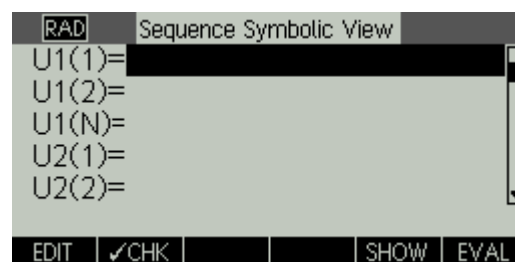 RAD Sequence Symbolic View
U1(1)=
U1(2)=
U1(N)=
U2(1)=
U2(2)=
EDIT ✓CHK SHOW EVAL